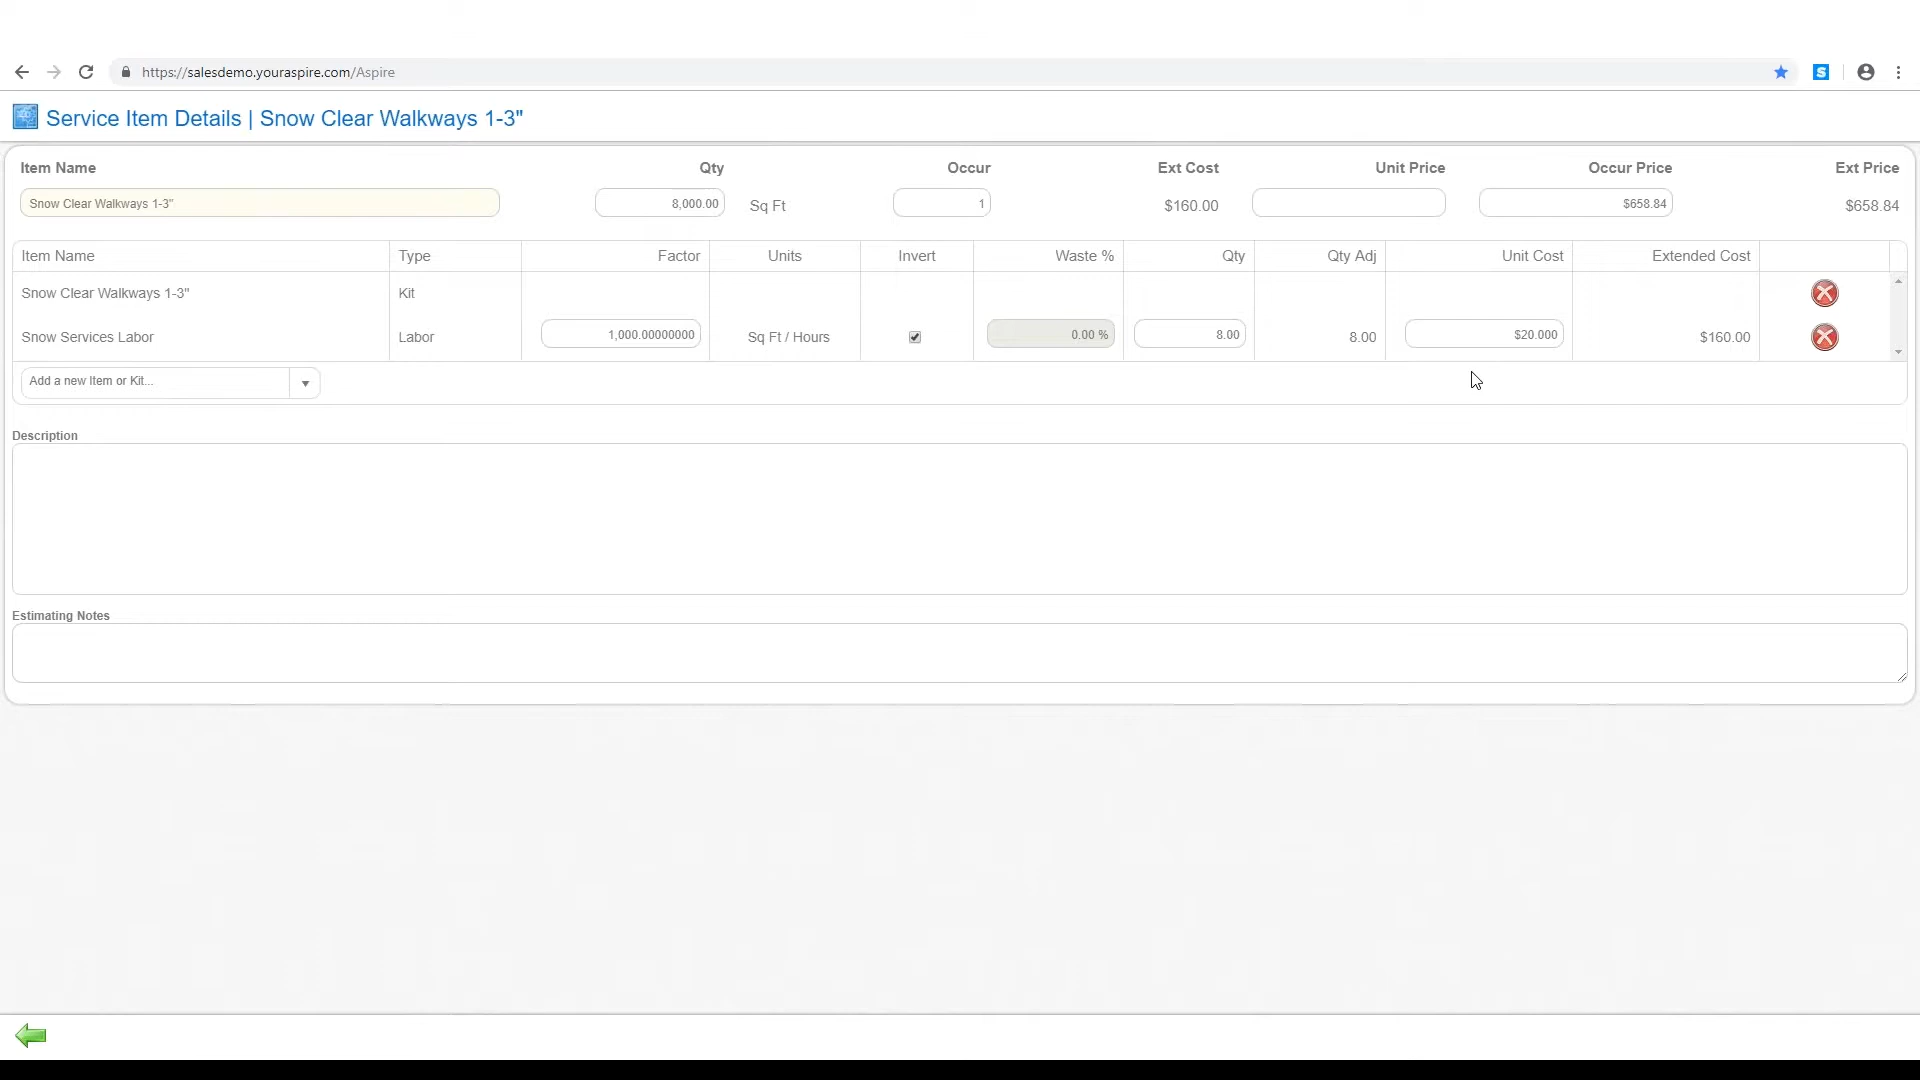 https://salesdemo.youraspire.com/Aspire
Service Item Details | Snow Clear Walkways 1-3"
Item Name Qty Occur Ext Cost Unit Price Occur Price Ext Price
Snow Clear Walkways 1-3" 8,000.00 Sq Ft 1 $160.00 $658.84 $658.84
Item Name Type Factor Units Invert Waste % Qty Qty Adj Unit Cost Extended Cost
Snow Clear Walkways 1-3" Kit
Snow Services Labor Labor 1,000.00000000 Sq Ft / Hours 0.00 % 8.00 8.00 $20.000 $160.00
Add a new Item or Kit...
Description
Estimating Notes